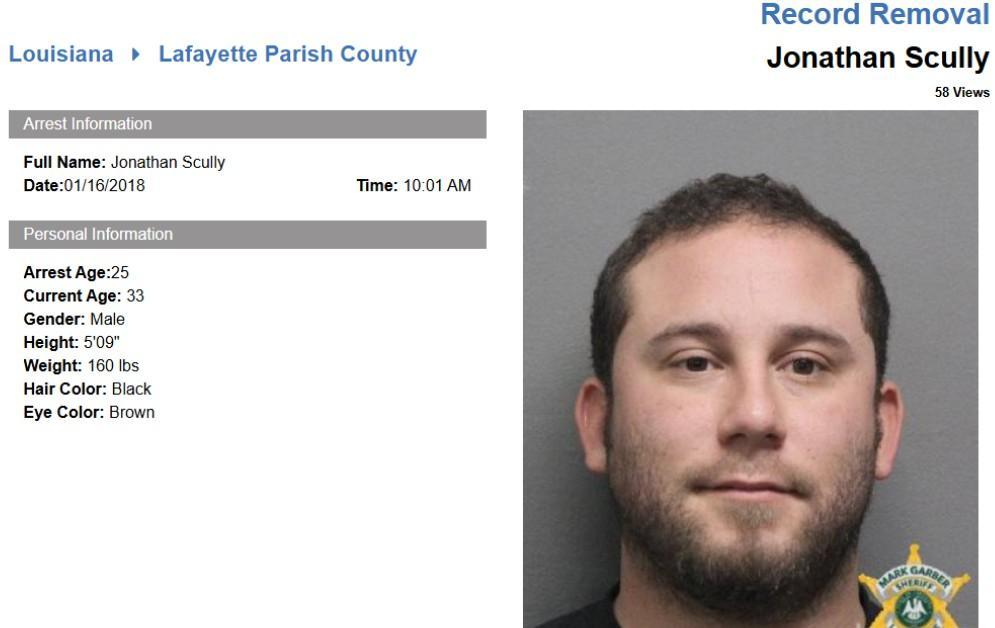 Record Removal
Louisiana Lafayette Parish County
Jonathan Scully
58 Views
Arrest Information
Full Name: Jonathan Scully
Date:01/16/2018 Time: 10:01 AM
Personal Information
Arrest Age:25
Current Age: 33
Gender: Male
Height: 5'09"
Weight: 160 lbs
Hair Color: Black
Eye Color: Brown
MARK GARBER
SHERIFF